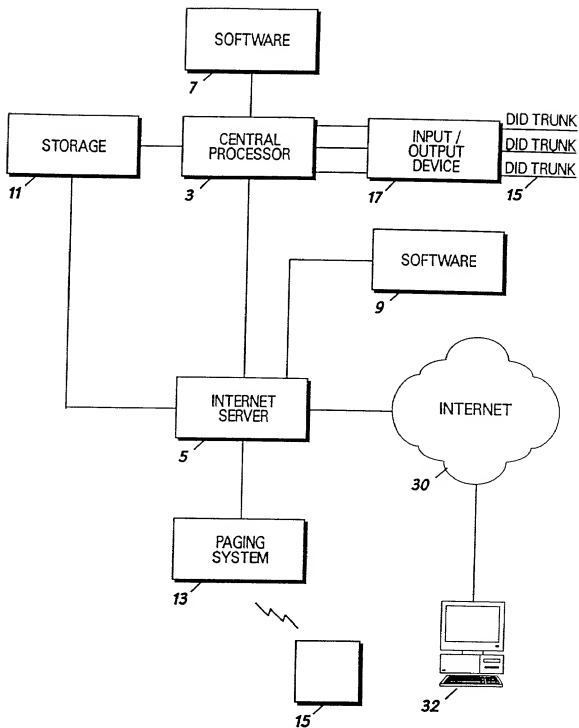 SOFTWARE
7
STORAGE
11
CENTRAL
PROCESSOR
3
INPUT /
OUTPUT
DEVICE
17
DID TRUNK
DID TRUNK
DID TRUNK
15
SOFTWARE
9
INTERNET
SERVER
5
INTERNET
30
PAGING
SYSTEM
13
15
32